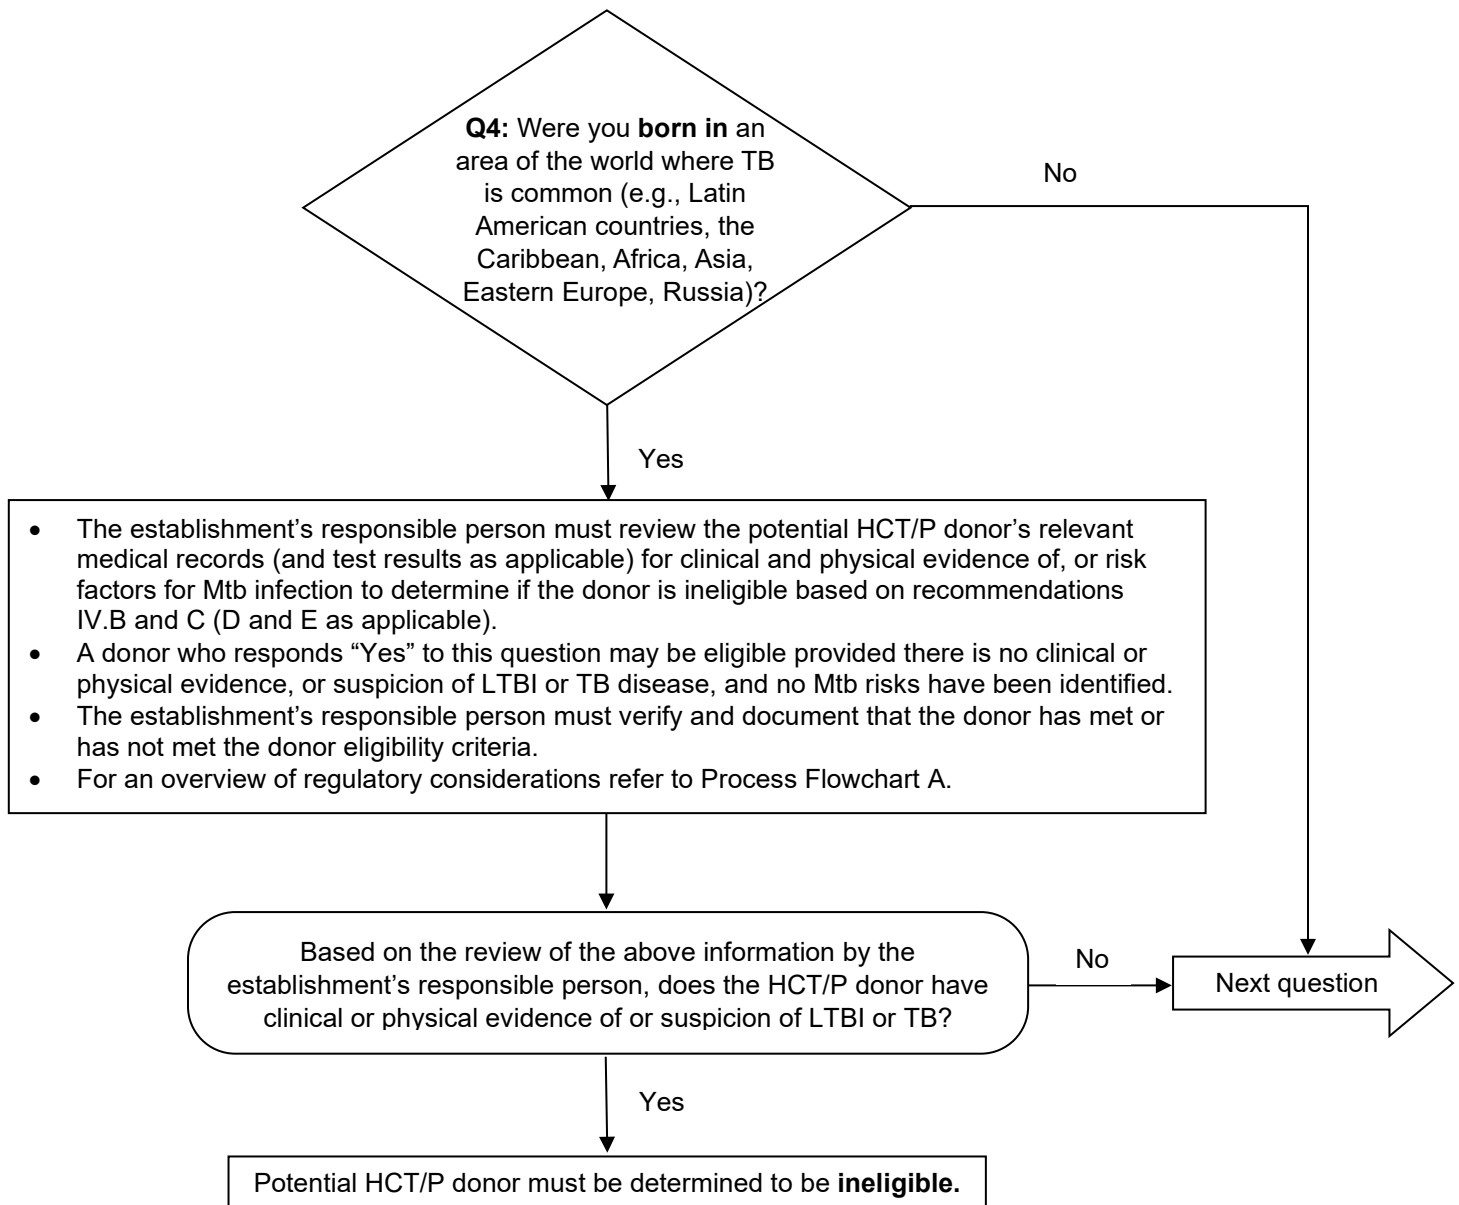 Q4: Were you born in an
area of the world where TB
is common (e.g., Latin
American countries, the
Caribbean, Africa, Asia,
Eastern Europe, Russia)?
No
Yes
• The establishment’s responsible person must review the potential HCT/P donor’s relevant
medical records (and test results as applicable) for clinical and physical evidence of, or risk
factors for Mtb infection to determine if the donor is ineligible based on recommendations
IV.B and C (D and E as applicable).
• A donor who responds “Yes” to this question may be eligible provided there is no clinical or
physical evidence, or suspicion of LTBI or TB disease, and no Mtb risks have been identified.
• The establishment’s responsible person must verify and document that the donor has met or
has not met the donor eligibility criteria.
• For an overview of regulatory considerations refer to Process Flowchart A.
Based on the review of the above information by the
establishment’s responsible person, does the HCT/P donor have
clinical or physical evidence of or suspicion of LTBI or TB?
No
Next question
Yes
Potential HCT/P donor must be determined to be ineligible.